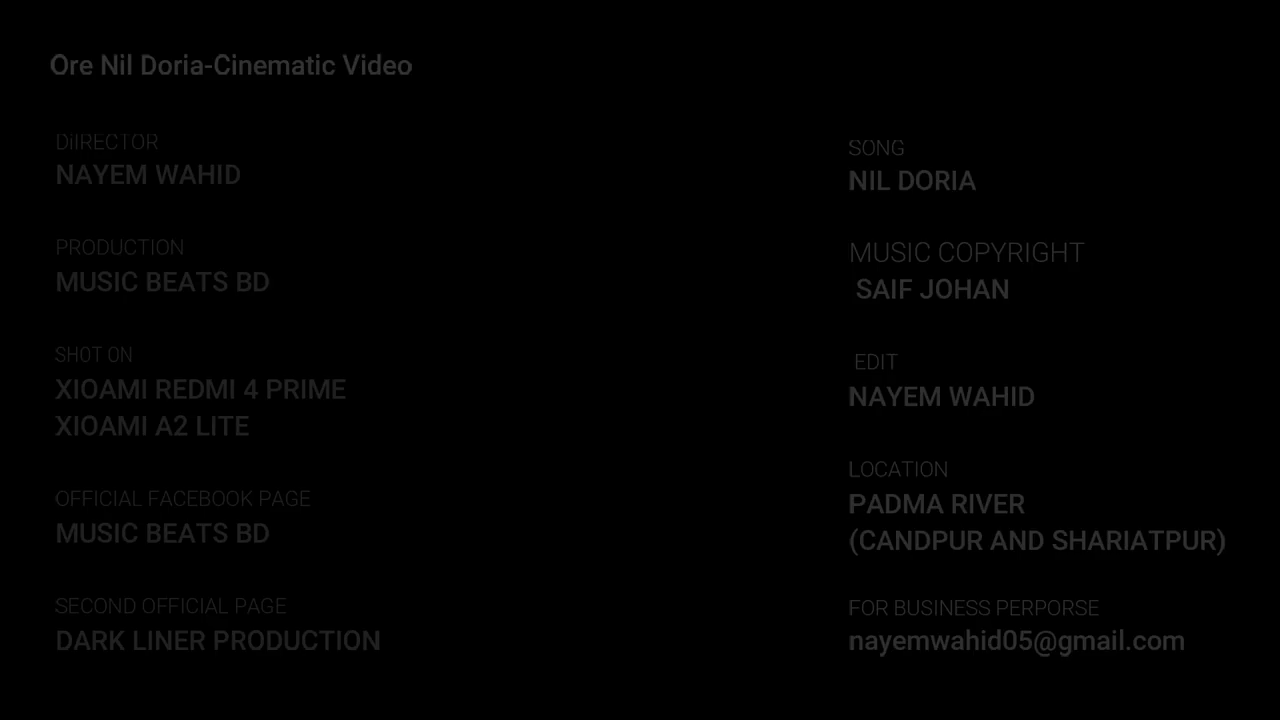 Ore Nil Doria-Cinematic Video
DiIRECTOR
NAYEM WAHID
PRODUCTION
MUSIC BEATS BD
SHOT ON
XIOAMI REDMI 4 PRIME
XIOAMI A2 LITE
OFFICIAL FACEBOOK PAGE
MUSIC BEATS BD
SECOND OFFICIAL PAGE
DARK LINER PRODUCTION
SONG
NIL DORIA
MUSIC COPYRIGHT
SAIF JOHAN
EDIT
NAYEM WAHID
LOCATION
PADMA RIVER
(CANDPUR AND SHARIATPUR)
FOR BUSINESS PERPORSE
nayemwahid05@gmail.com